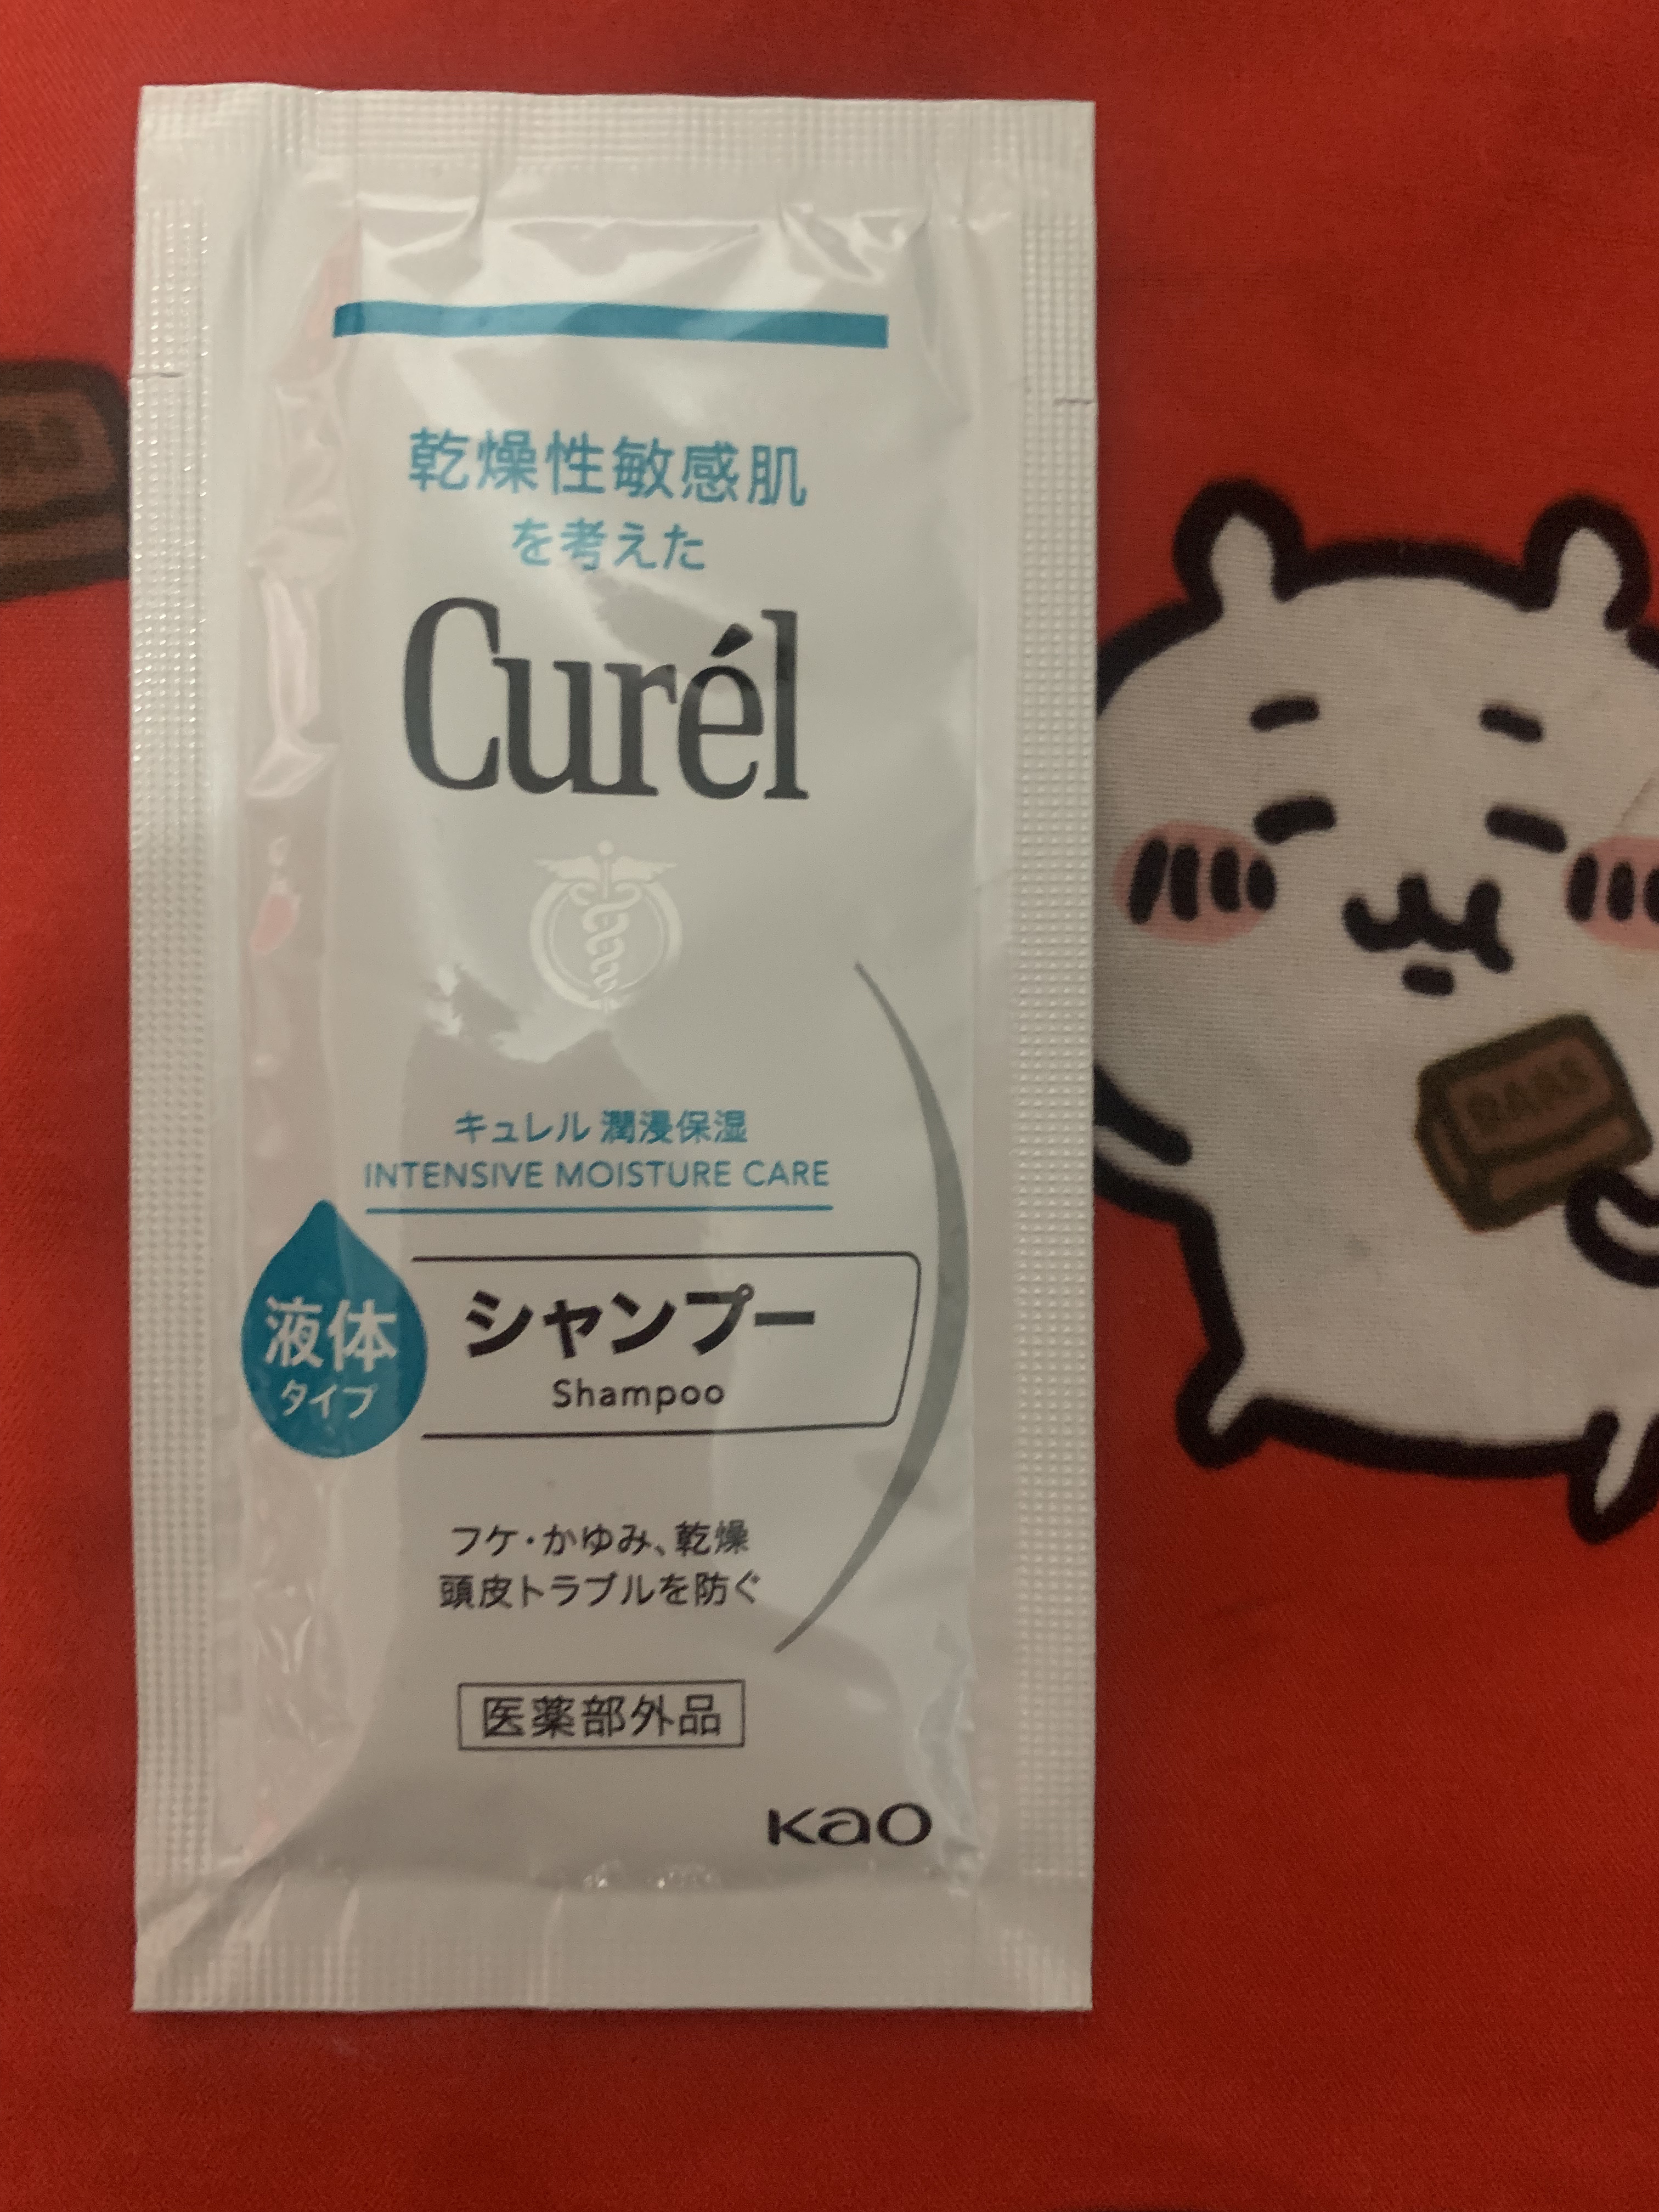 乾燥性敏感肌
を考えた
Curél
キュレル 潤浸保湿
INTENSIVE MOISTURE CARE
液体
タイプ
シャンプー
Shampoo
フケ・かゆみ、乾燥
頭皮トラブルを防ぐ
医薬部外品
Kao